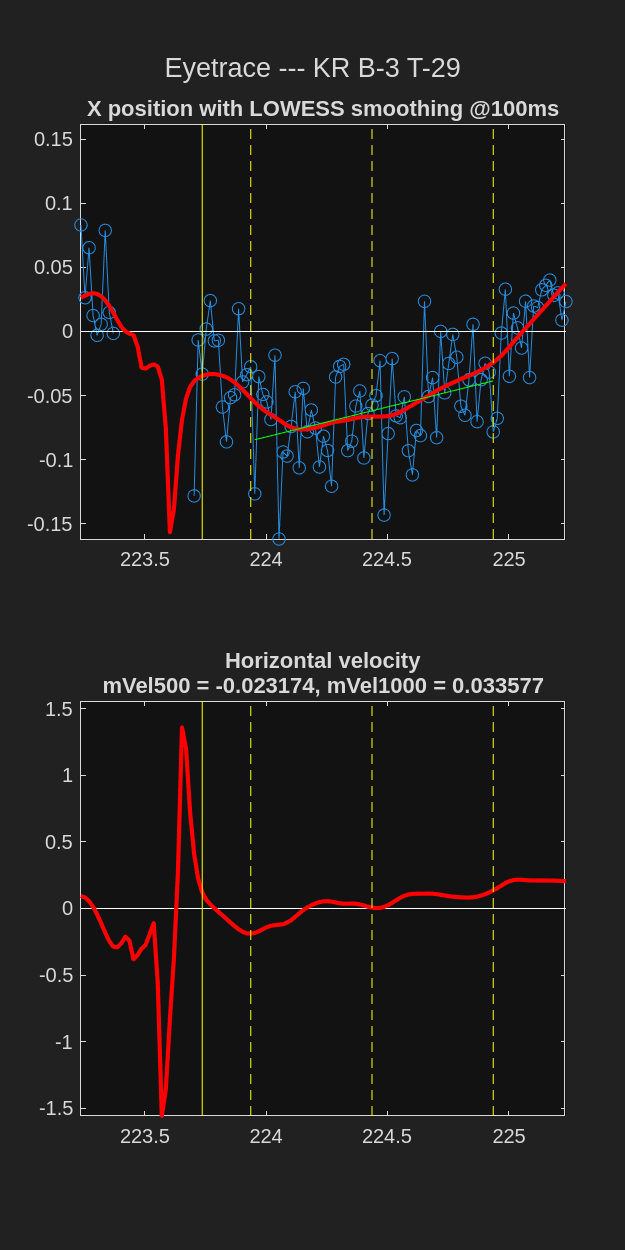 Eyetrace --- KR B-3 T-29
X position with LOWESS smoothing @100ms
0.15
0.1
0.05
0
-0.05
-0.1
-0.15
223.5 224 224.5 225
Horizontal velocity
mVel500 = -0.023174, mVel1000 = 0.033577
1.5
1
0.5
0
-0.5
-1
-1.5
223.5 224 224.5 225